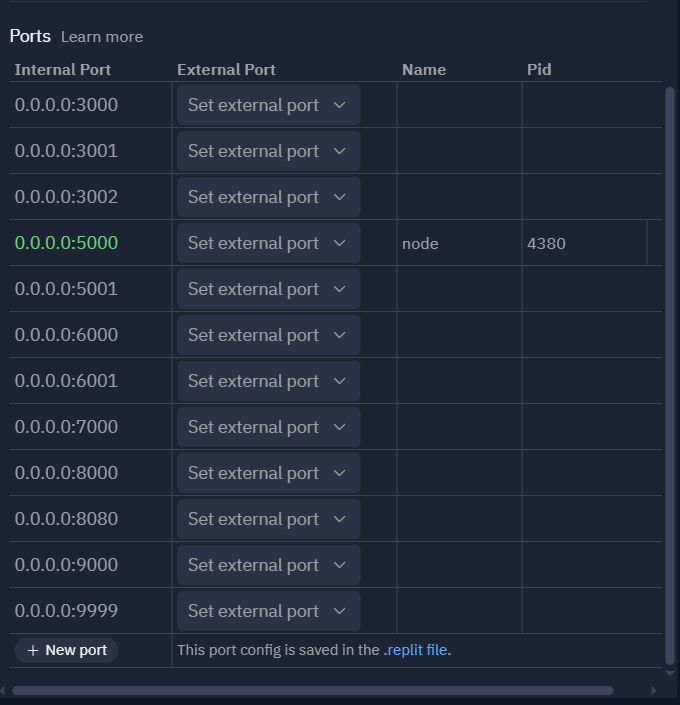 Ports Learn more
Internal Port External Port Name Pid
0.0.0.0:3000 Set external port
0.0.0.0:3001 Set external port
0.0.0.0:3002 Set external port
0.0.0.0:5000 Set external port node 4380
0.0.0.0:5001 Set external port
0.0.0.0:6000 Set external port
0.0.0.0:6001 Set external port
0.0.0.0:7000 Set external port
0.0.0.0:8000 Set external port
0.0.0.0:8080 Set external port
0.0.0.0:9000 Set external port
0.0.0.0:9999 Set external port
+ New port This port config is saved in the .replit file.